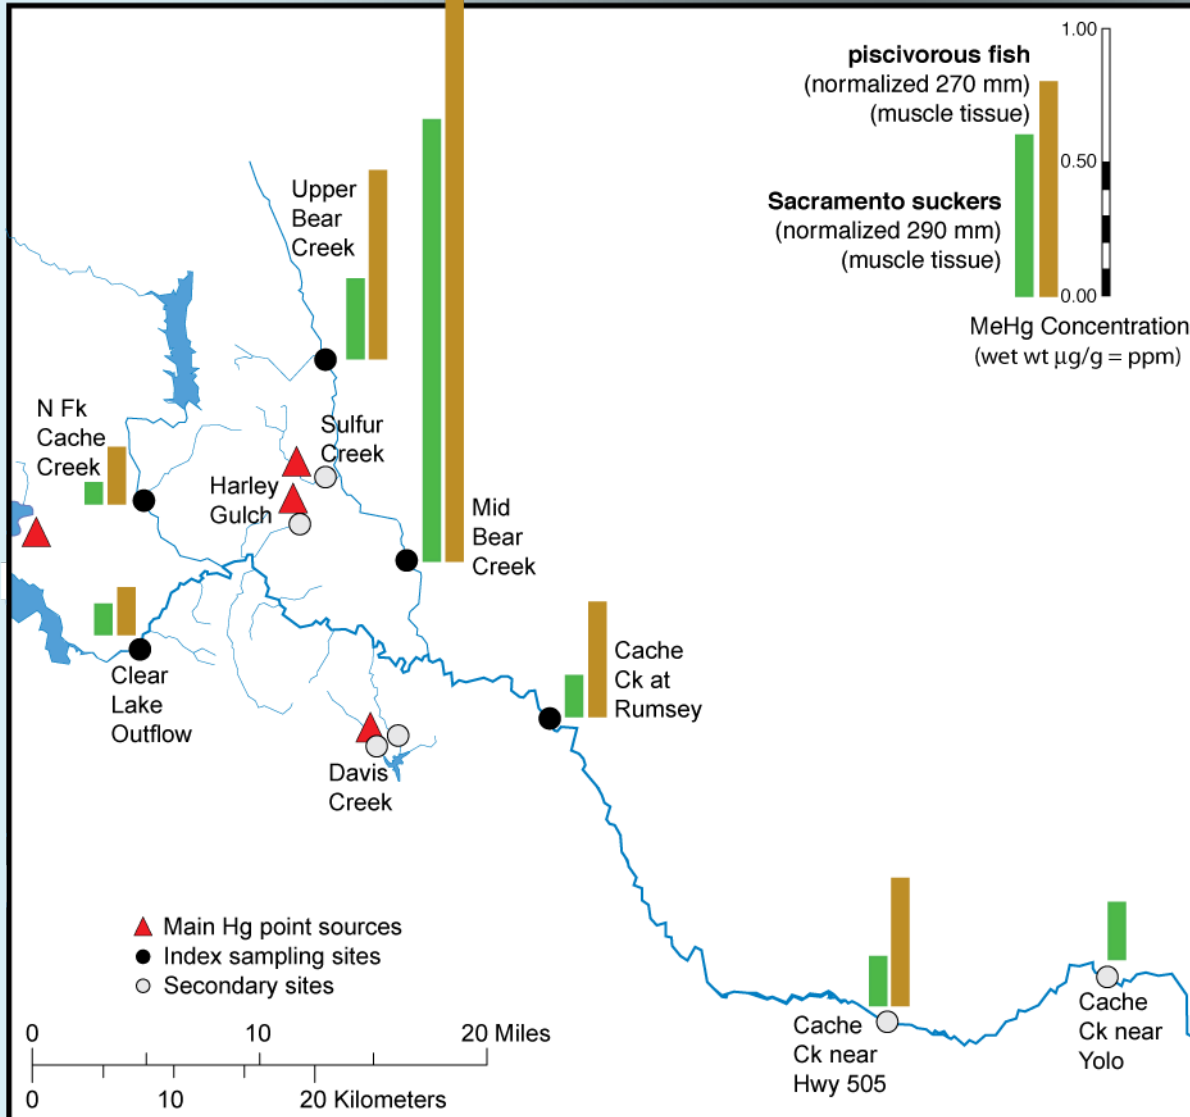 1.00
piscivorous fish
(normalized 270 mm)
(muscle tissue)
0.50
Sacramento suckers
(normalized 290 mm)
(muscle tissue)
0.00
MeHg Concentration
(wet wt µg/g = ppm)
Upper
Bear
Creek
N Fk
Cache
Creek
Sulfur
Creek
Harley
Gulch
Mid
Bear
Creek
Clear
Lake
Outflow
Cache
Ck at
Rumsey
Davis
Creek
Main Hg point sources
Index sampling sites
Secondary sites
0 10 20 Miles
0 10 20 Kilometers
Cache
Ck near
Hwy 505
Cache
Ck near
Yolo